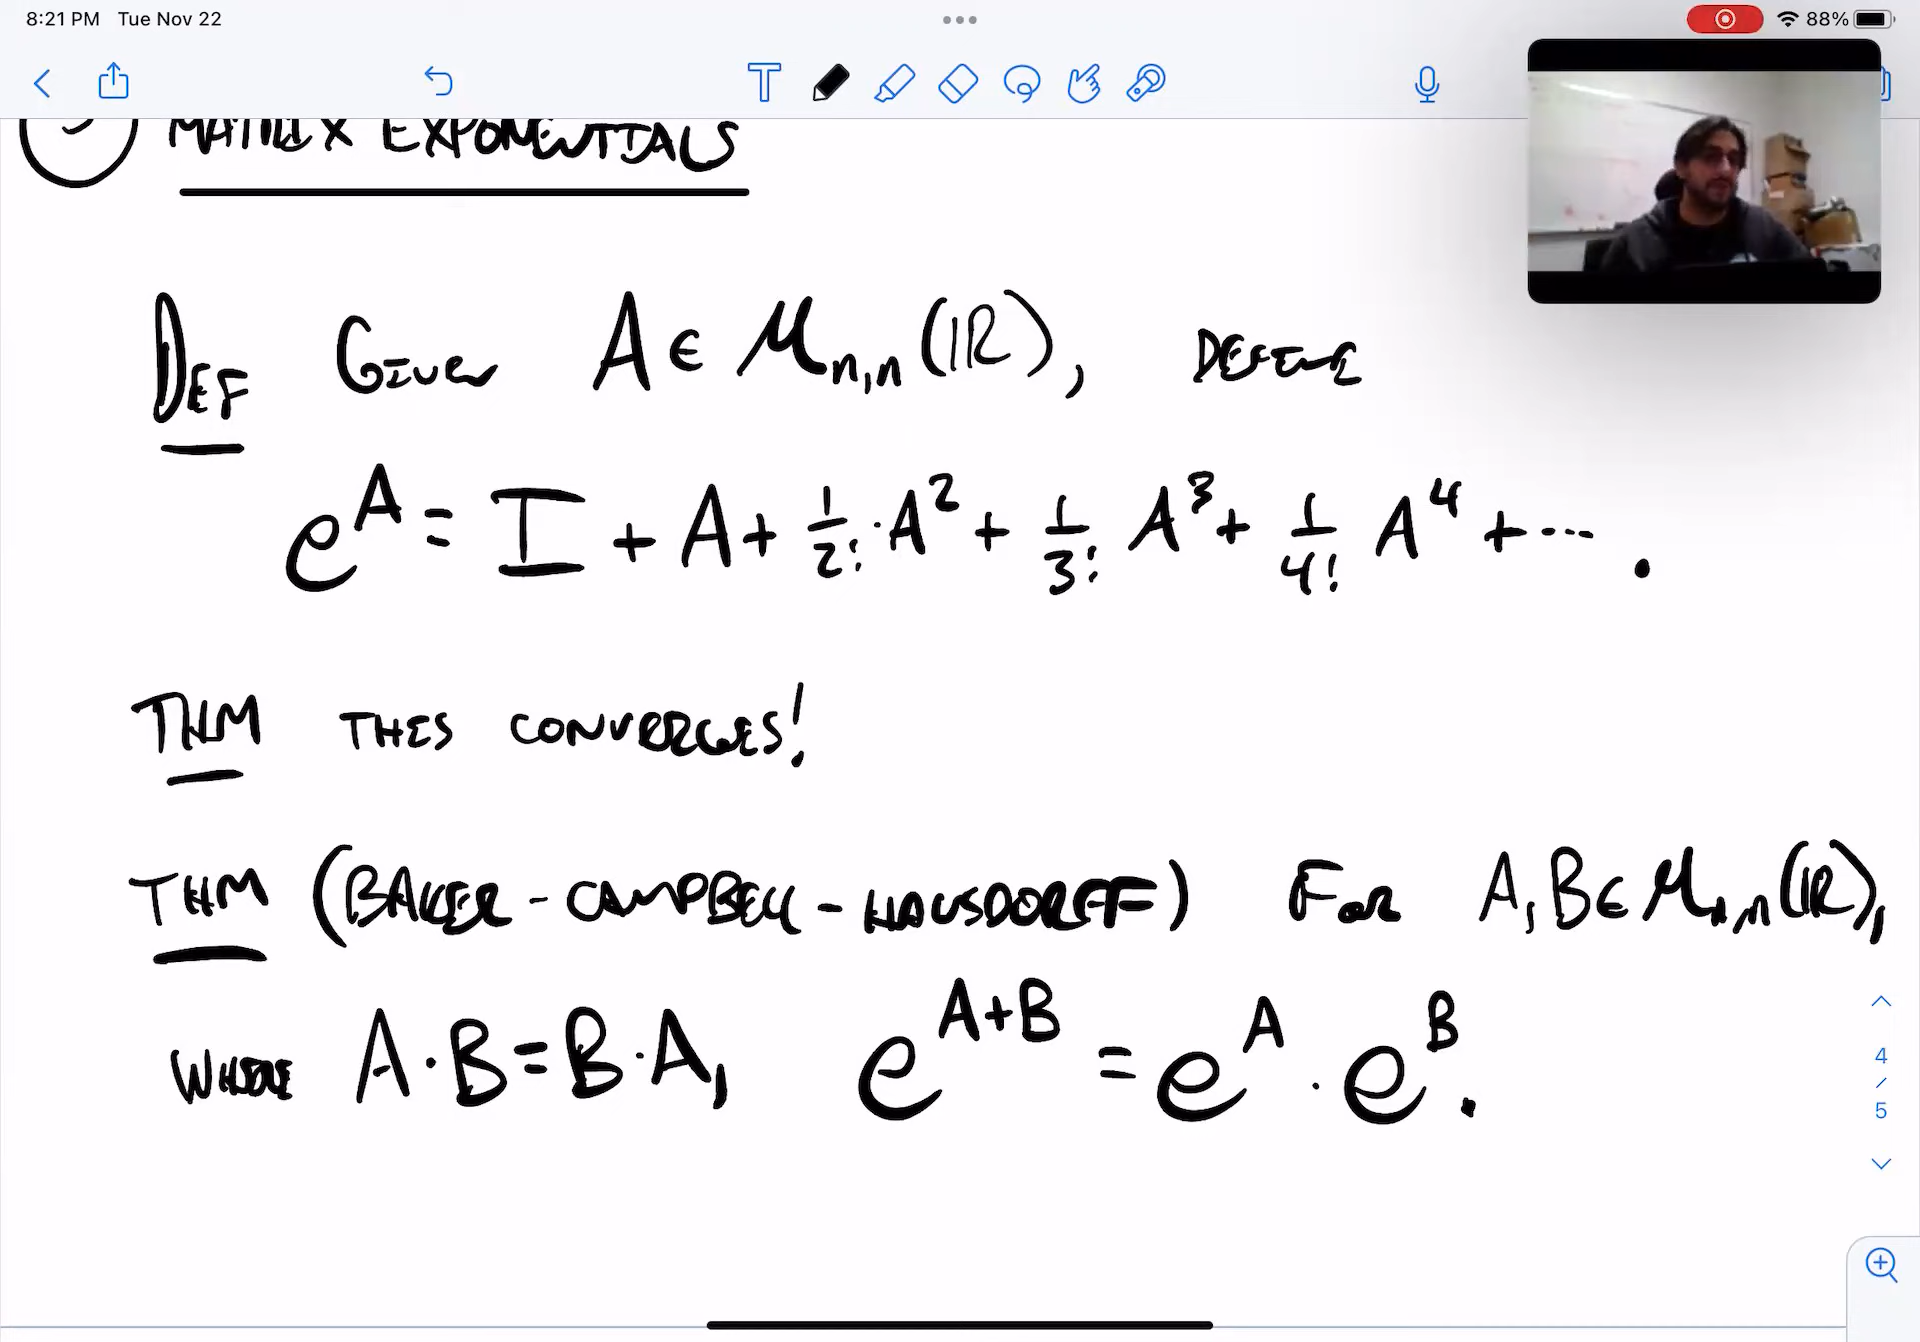 8:21 PM Tue Nov 22
88%
MATRIX EXPONENTIALS
DEF GIVEN A ∈ M_{n,n}(ℝ), DEFINE
e^A = I + A + 1/2! · A^2 + 1/3! A^3 + 1/4! A^4 + ··· .
THM THIS CONVERGES!
THM (BAKER - CAMPBELL - HAUSDORFF) FOR A, B ∈ M_{n,n}(ℝ),
WHERE A · B = B · A, e^{A+B} = e^A · e^B.
4
/
5